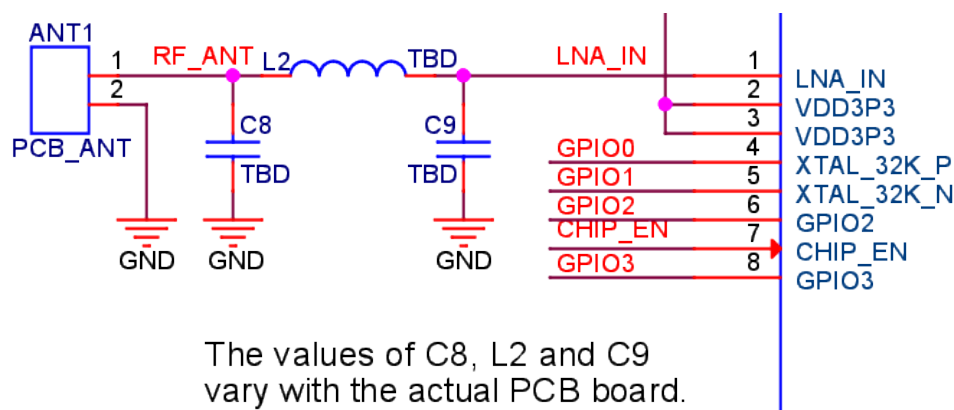 ANT1
1
RF_ANT
L2
TBD
LNA_IN
1
LNA_IN
2
2
VDD3P3
3
VDD3P3
PCB_ANT
C8
C9
GPIO0
4
XTAL_32K_P
TBD
TBD
GPIO1
5
XTAL_32K_N
GPIO2
6
GPIO2
CHIP_EN
7
CHIP_EN
GND
GND
GND
GPIO3
8
GPIO3
The values of C8, L2 and C9
vary with the actual PCB board.